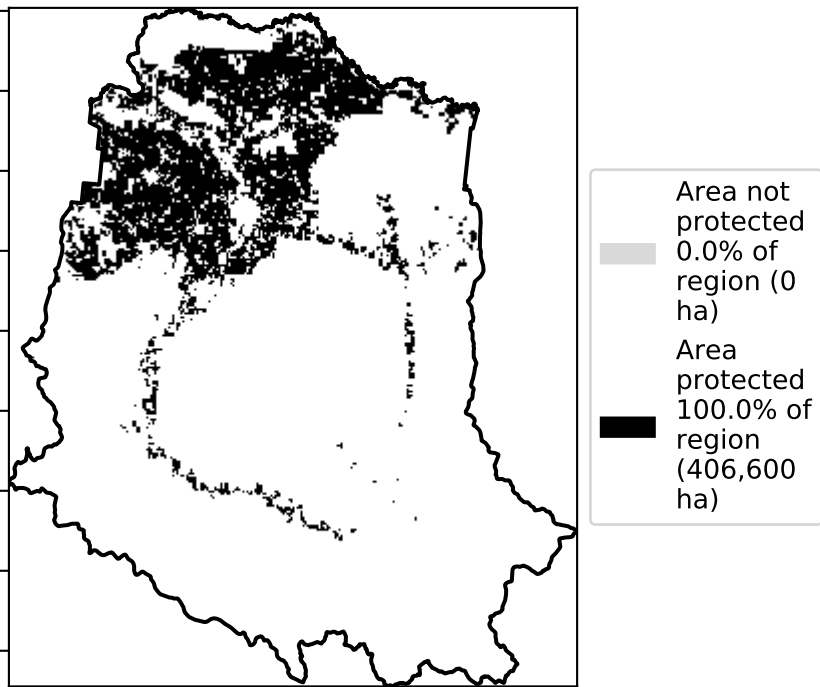 Area not
protected
0.0% of
region (0
ha)
Area
protected
100.0% of
region
(406,600
ha)